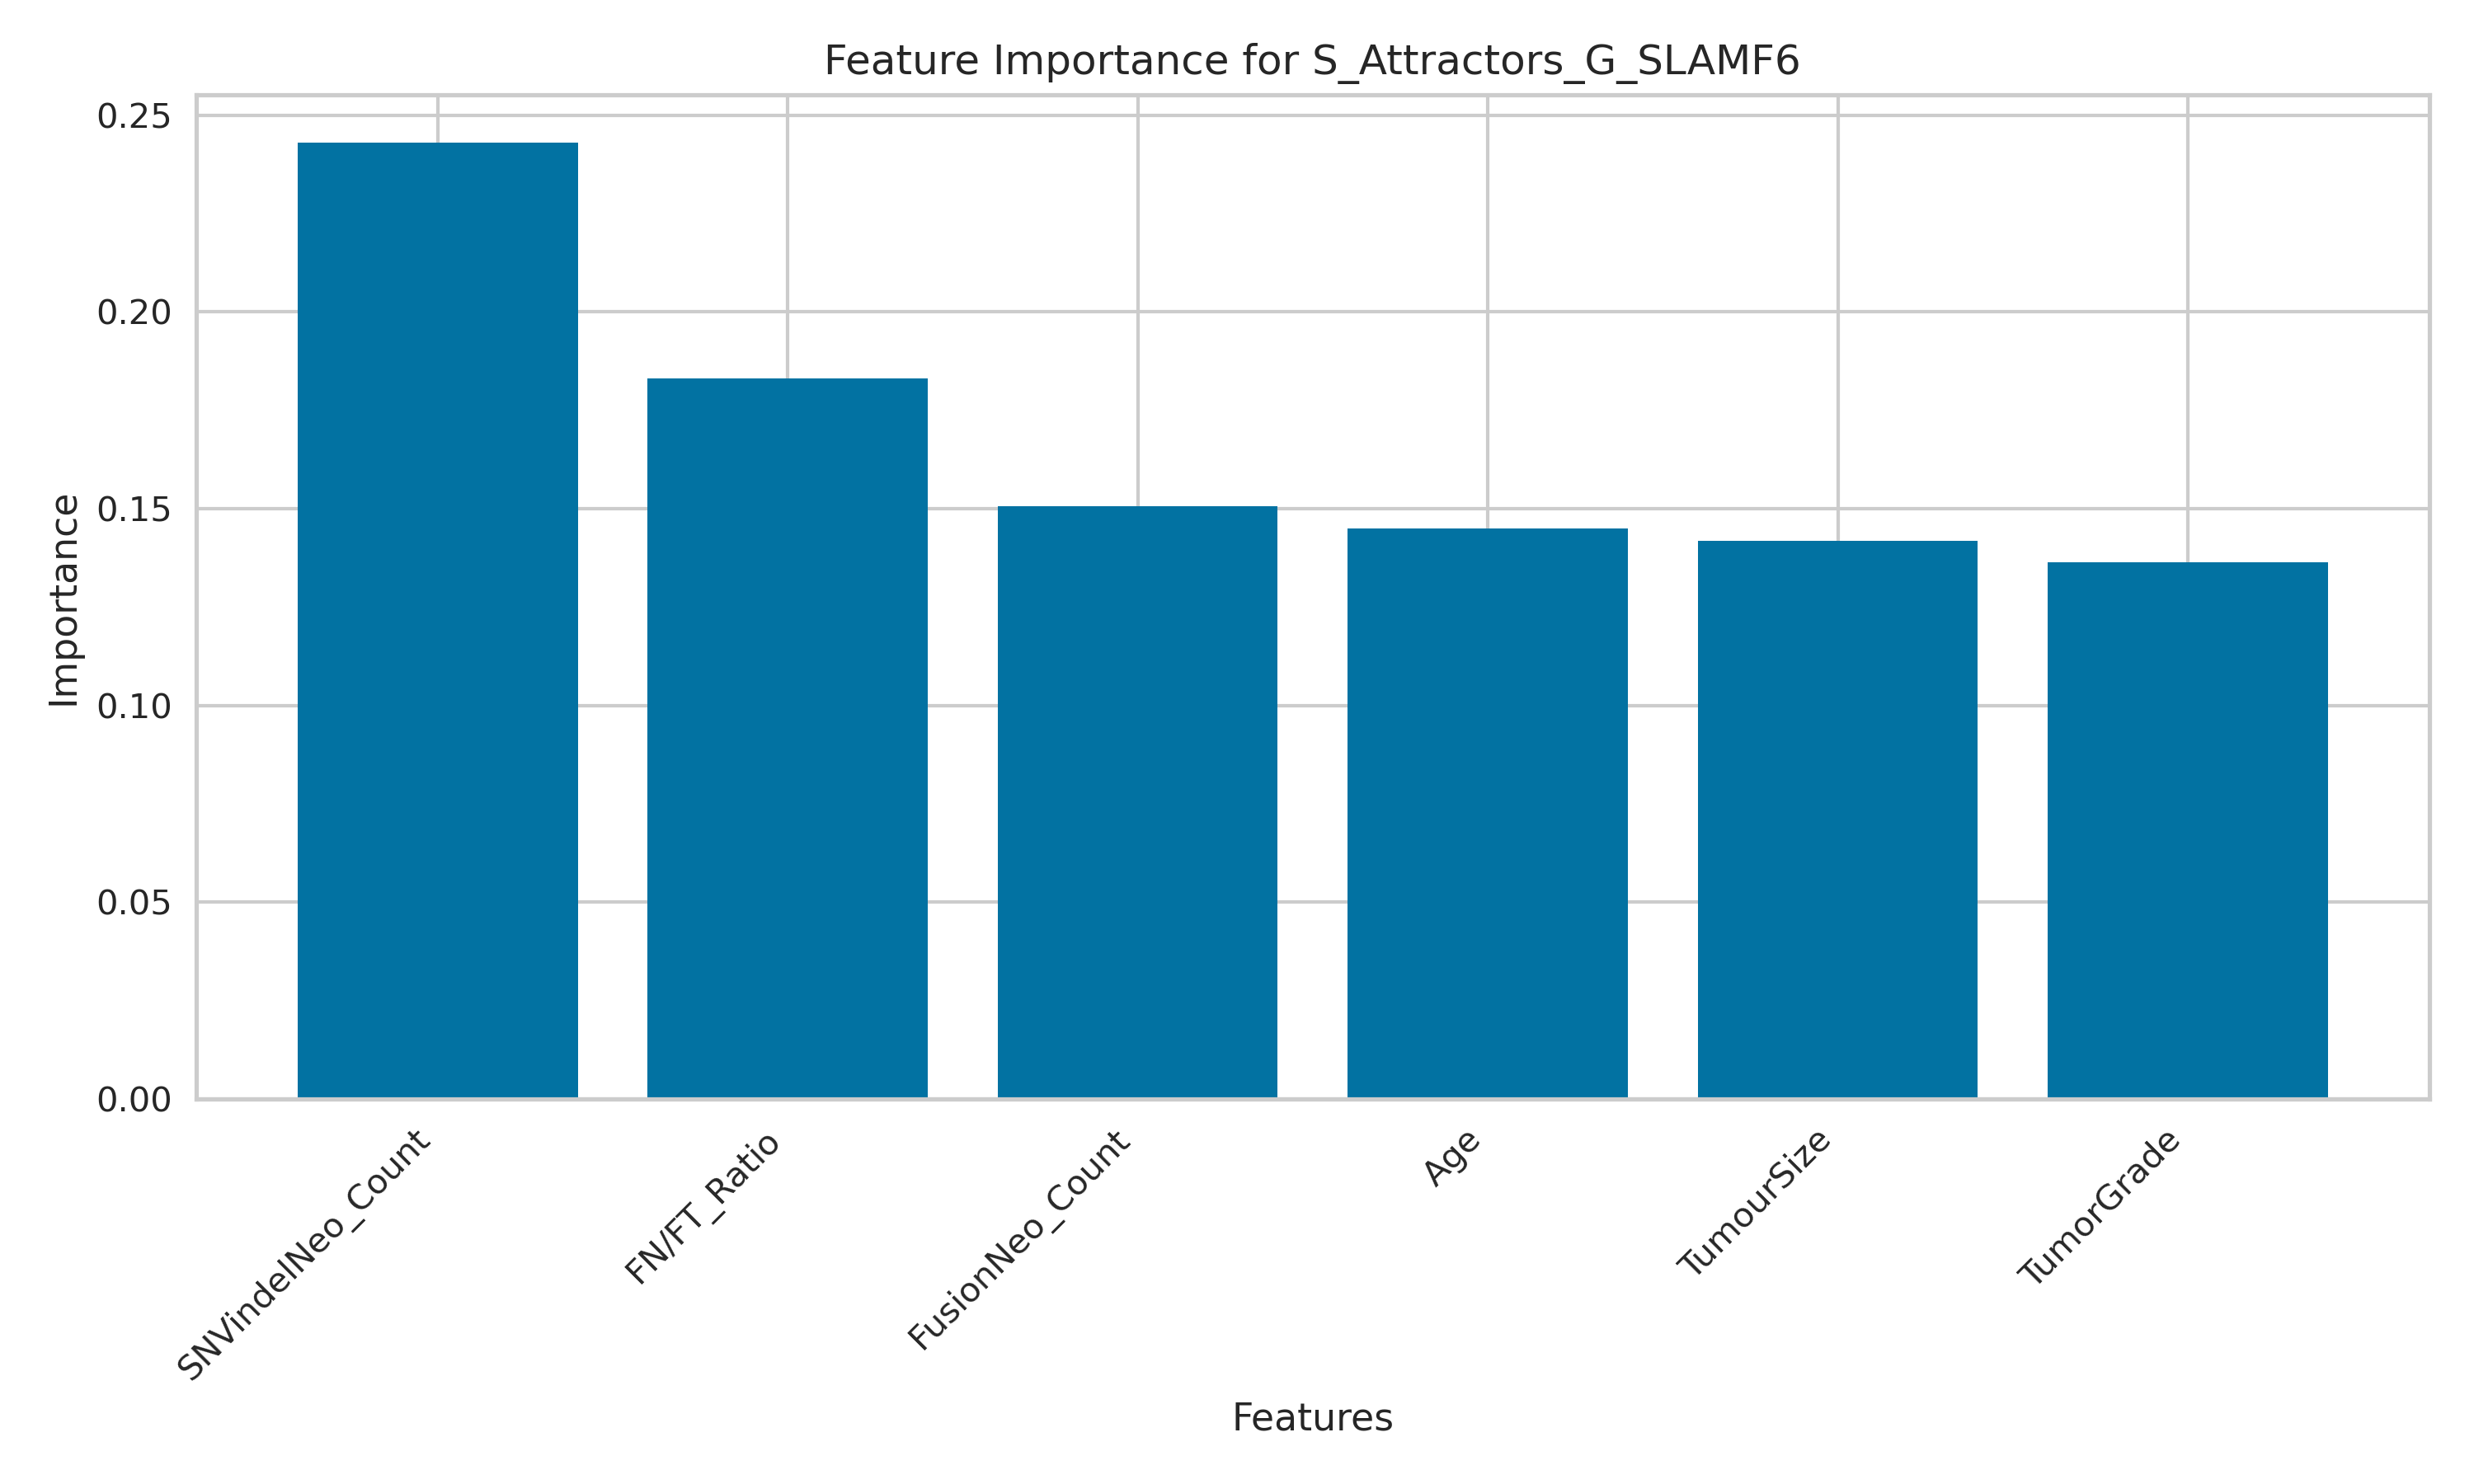 Feature Importance for S_Attractors_G_SLAMF6
0.25
0.20
0.15
0.10
0.05
0.00
Importance
SNVindelNeo_Count
FN/FT_Ratio
FusionNeo_Count
Age
TumourSize
TumorGrade
Features